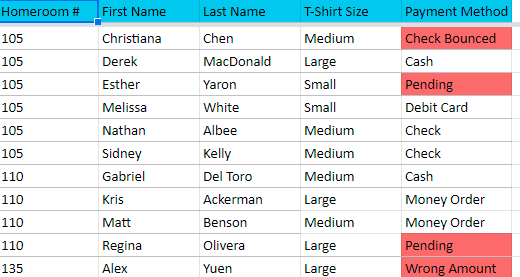 Homeroom # First Name Last Name T-Shirt Size Payment Method
105 Christiana Chen Medium Check Bounced
105 Derek MacDonald Large Cash
105 Esther Yaron Small Pending
105 Melissa White Small Debit Card
105 Nathan Albee Medium Check
105 Sidney Kelly Medium Check
110 Gabriel Del Toro Medium Cash
110 Kris Ackerman Large Money Order
110 Matt Benson Medium Money Order
110 Regina Olivera Large Pending
135 Alex Yuen Large Wrong Amount